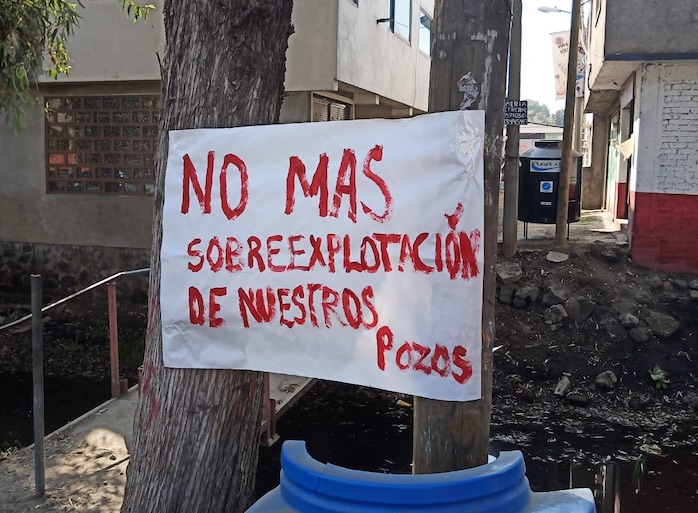 NO MAS
SOBREEXPLOTACIÓN
DE NUESTROS
POZOS